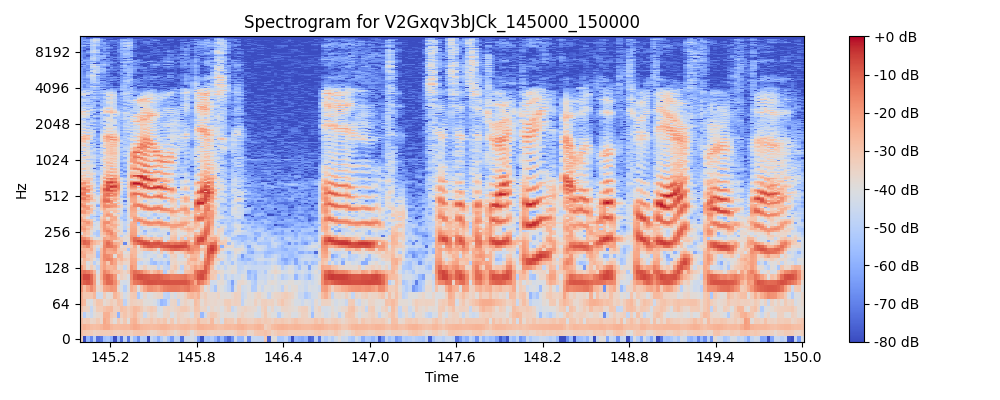 Spectrogram for V2Gxqv3bJCk_145000_150000
Hz
8192
4096
2048
1024
512
256
128
64
0
145.2 145.8 146.4 147.0 147.6 148.2 148.8 149.4 150.0
Time
+0 dB
-10 dB
-20 dB
-30 dB
-40 dB
-50 dB
-60 dB
-70 dB
-80 dB